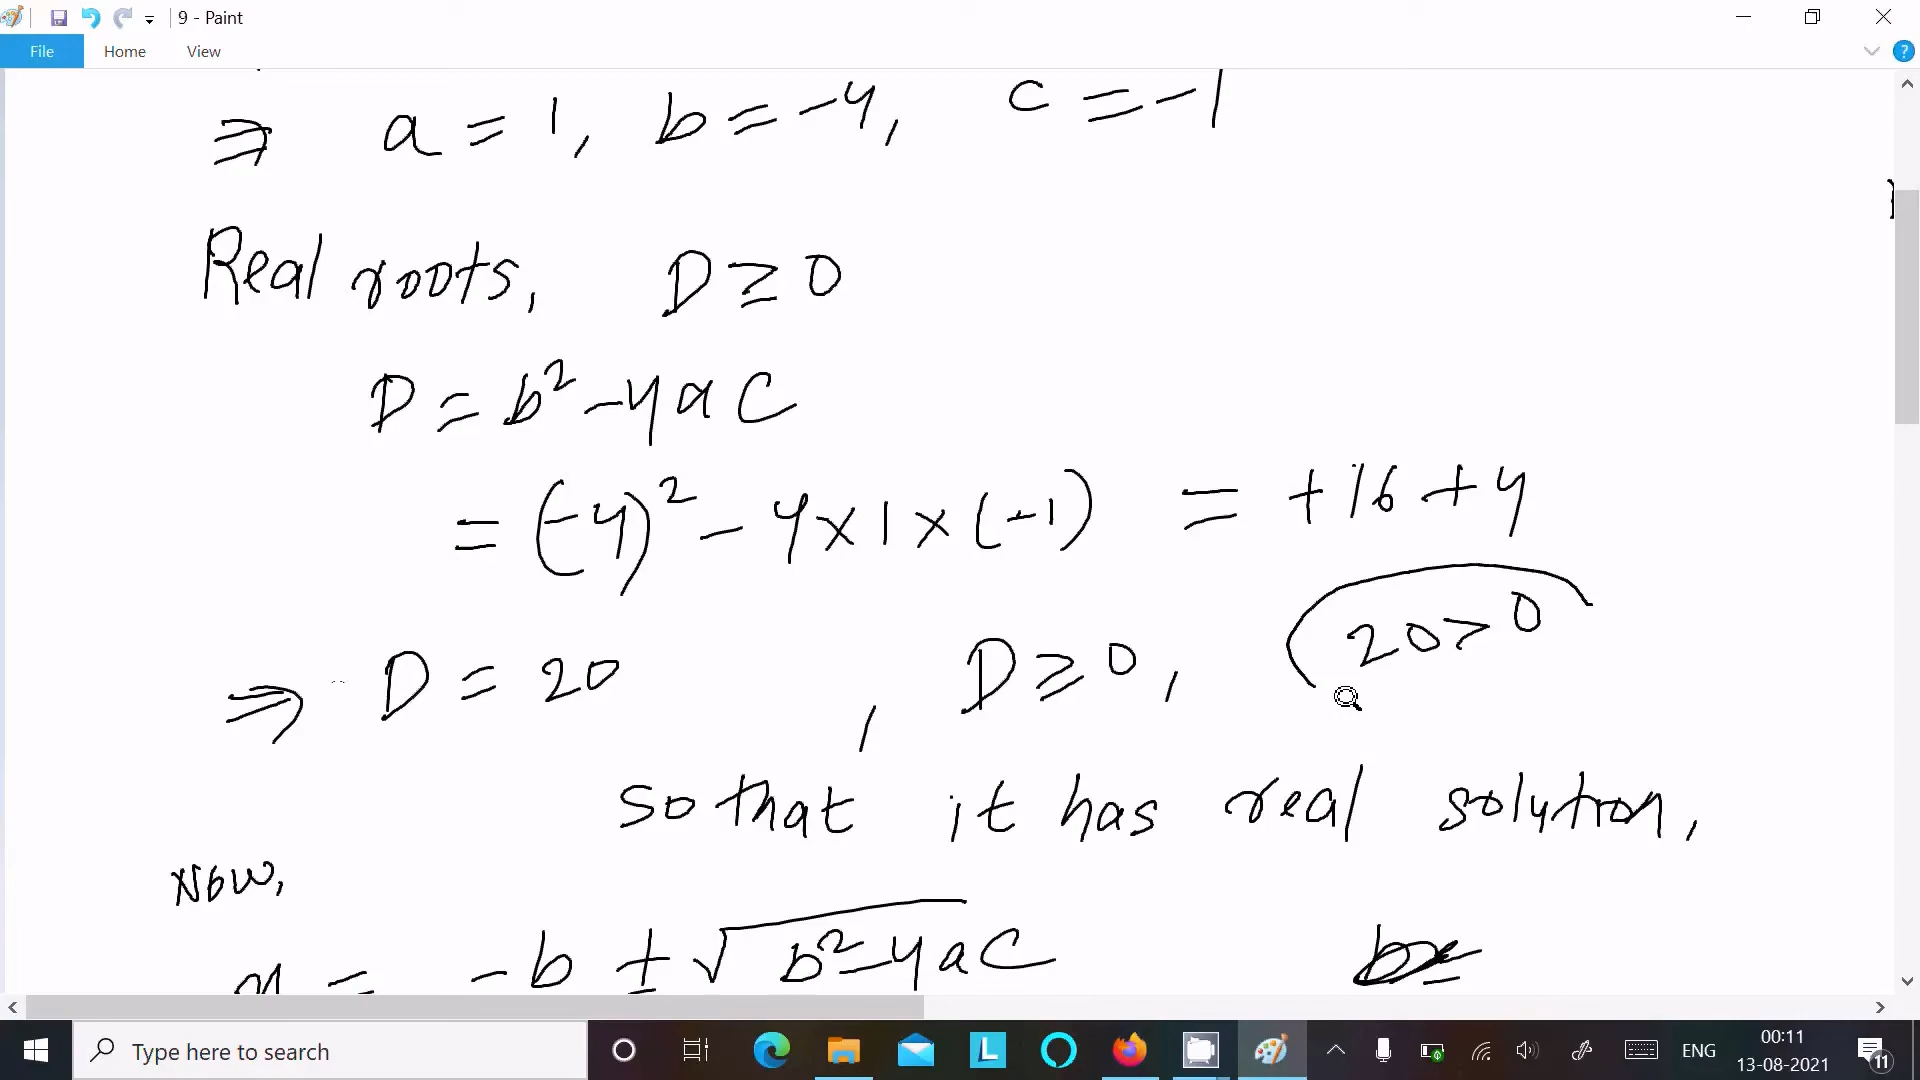 9 - Paint
File Home View
⇒ a = 1, b = -4, c = -1
Real roots, D ≥ 0
D = b² - 4ac
= (-4)² - 4 × 1 × (-1) = +16 + 4
⇒ D = 20 , D ≥ 0, 20 > 0
so that it has real solution,
Now,
= -b ± √b² - 4ac
Type here to search
ENG
00:11
13-08-2021
11